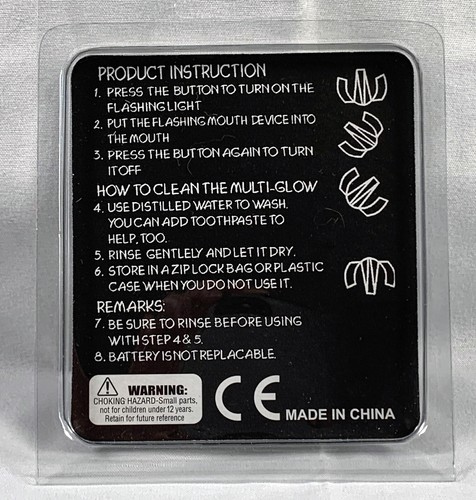 PRODUCT INSTRUCTION
1. PRESS THE BUTTON TO TURN ON THE
FLASHING LIGHT
2. PUT THE FLASHING MOUTH DEVICE INTO
THE MOUTH
3. PRESS THE BUTTON AGAIN TO TURN
IT OFF
HOW TO CLEAN THE MULTI-GLOW
4. USE DISTILLED WATER TO WASH.
YOU CAN ADD TOOTHPASTE TO
HELP, TOO.
5. RINSE GENTLELY AND LET IT DRY.
6. STORE IN A ZIP LOCK BAG OR PLASTIC
CASE WHEN YOU DO NOT USE IT.
REMARKS:
7. BE SURE TO RINSE BEFORE USING
WITH STEP 4 & 5.
8. BATTERY IS NOT REPLACABLE.
WARNING:
CHOKING HAZARD-Small parts,
not for children under 12 years.
Retain for future reference
CE MADE IN CHINA